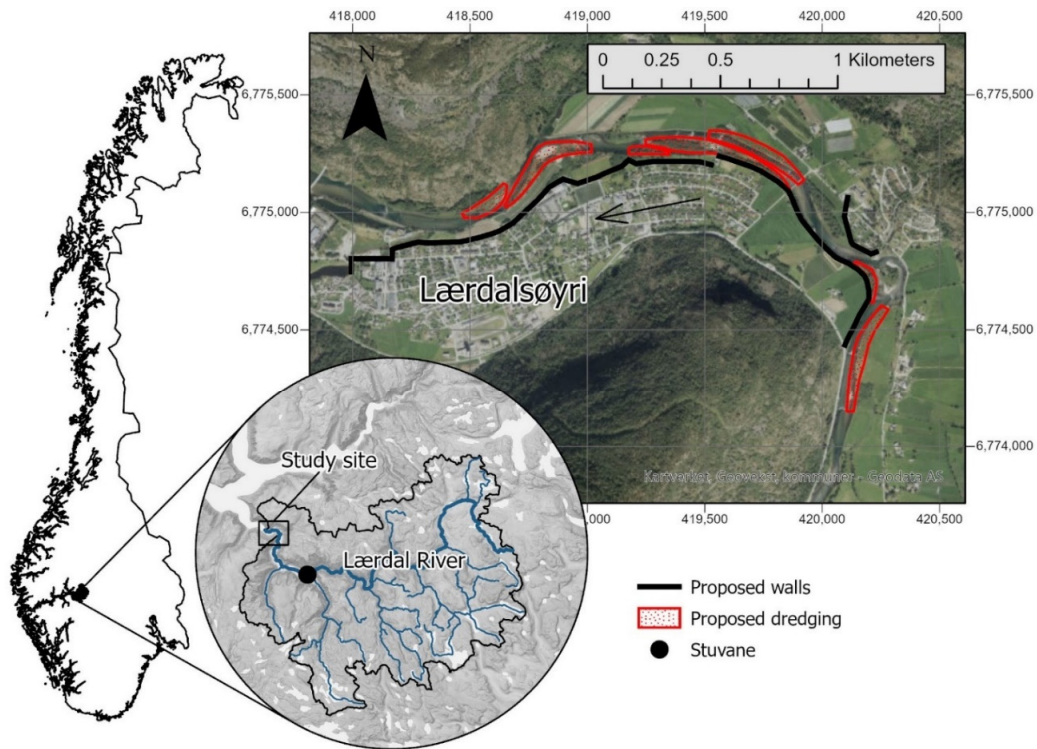 418,000 418,500 419,000 419,500 420,000 420,500
N
0 0.25 0.5 1 Kilometers
6,775,500 6,775,500
6,775,000 6,775,000
Lærdalsøyri
6,774,500 6,774,500
6,774,000 6,774,000
Kartverket, Geovekst, kommuner - Geodata AS
Study site
Lærdal River
,000 419,500 420,000 420,500
Proposed walls
Proposed dredging
Stuvane